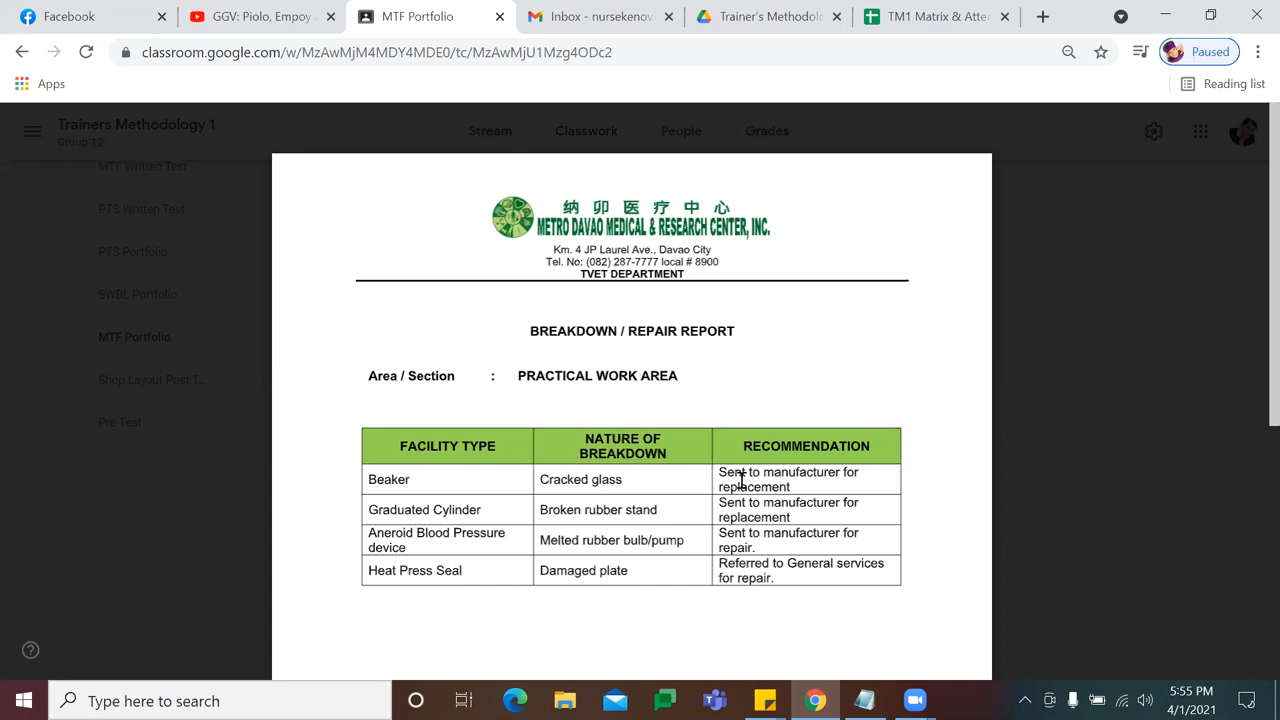 Facebook
GGV: Piolo, Empoy
MTF Portfolio
Inbox - nursekenov
Trainer's Methodol
TM1 Matrix & Atter
classroom.google.com/w/MzAwMjM4MDY4MDE0/tc/MzAwMjU1Mzg4ODc2
Paused
Apps
Reading list
Trainers Methodology 1
Group 12
Stream
Classwork
People
Grades
MTF Written Test
PTS Written Test
PTS Portfolio
SWBL Portfolio
MTF Portfolio
Shop Layout Post T...
Pre-Test
纳卯医疗中心
METRO DAVAO MEDICAL & RESEARCH CENTER, INC.
Km. 4 JP Laurel Ave., Davao City
Tel. No: (082) 287-7777 local # 8900
TVET DEPARTMENT
BREAKDOWN / REPAIR REPORT
Area / Section : PRACTICAL WORK AREA
FACILITY TYPE
NATURE OF
BREAKDOWN
RECOMMENDATION
Beaker
Cracked glass
Sent to manufacturer for
replacement
Graduated Cylinder
Broken rubber stand
Sent to manufacturer for
replacement
Aneroid Blood Pressure
device
Melted rubber bulb/pump
Sent to manufacturer for
repair.
Heat Press Seal
Damaged plate
Referred to General services
for repair.
Type here to search
5:55 PM
4/1/2021